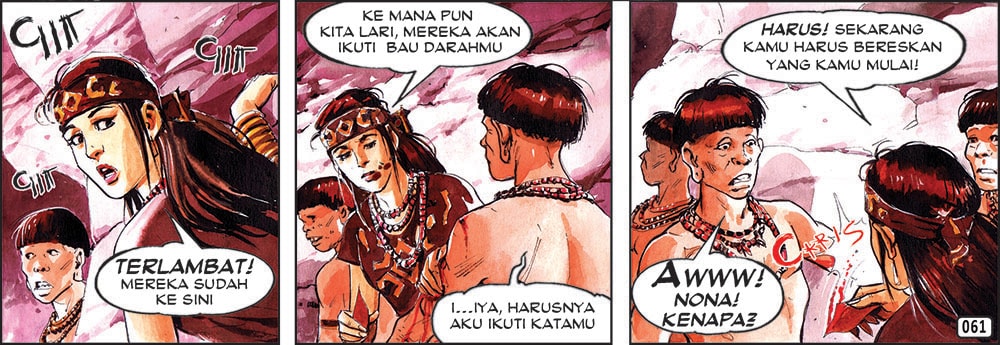 CIIIT
CIIIT
CIIIT
TERLAMBAT!
MEREKA SUDAH
KE SINI
KE MANA PUN
KITA LARI, MEREKA AKAN
IKUTI BAU DARAHMU
I...IYA, HARUSNYA
AKU IKUTI KATAMU
HARUS! SEKARANG
KAMU HARUS BERESKAN
YANG KAMU MULAI!
CKRIS
AWWW!
NONA!
KENAPA?
061